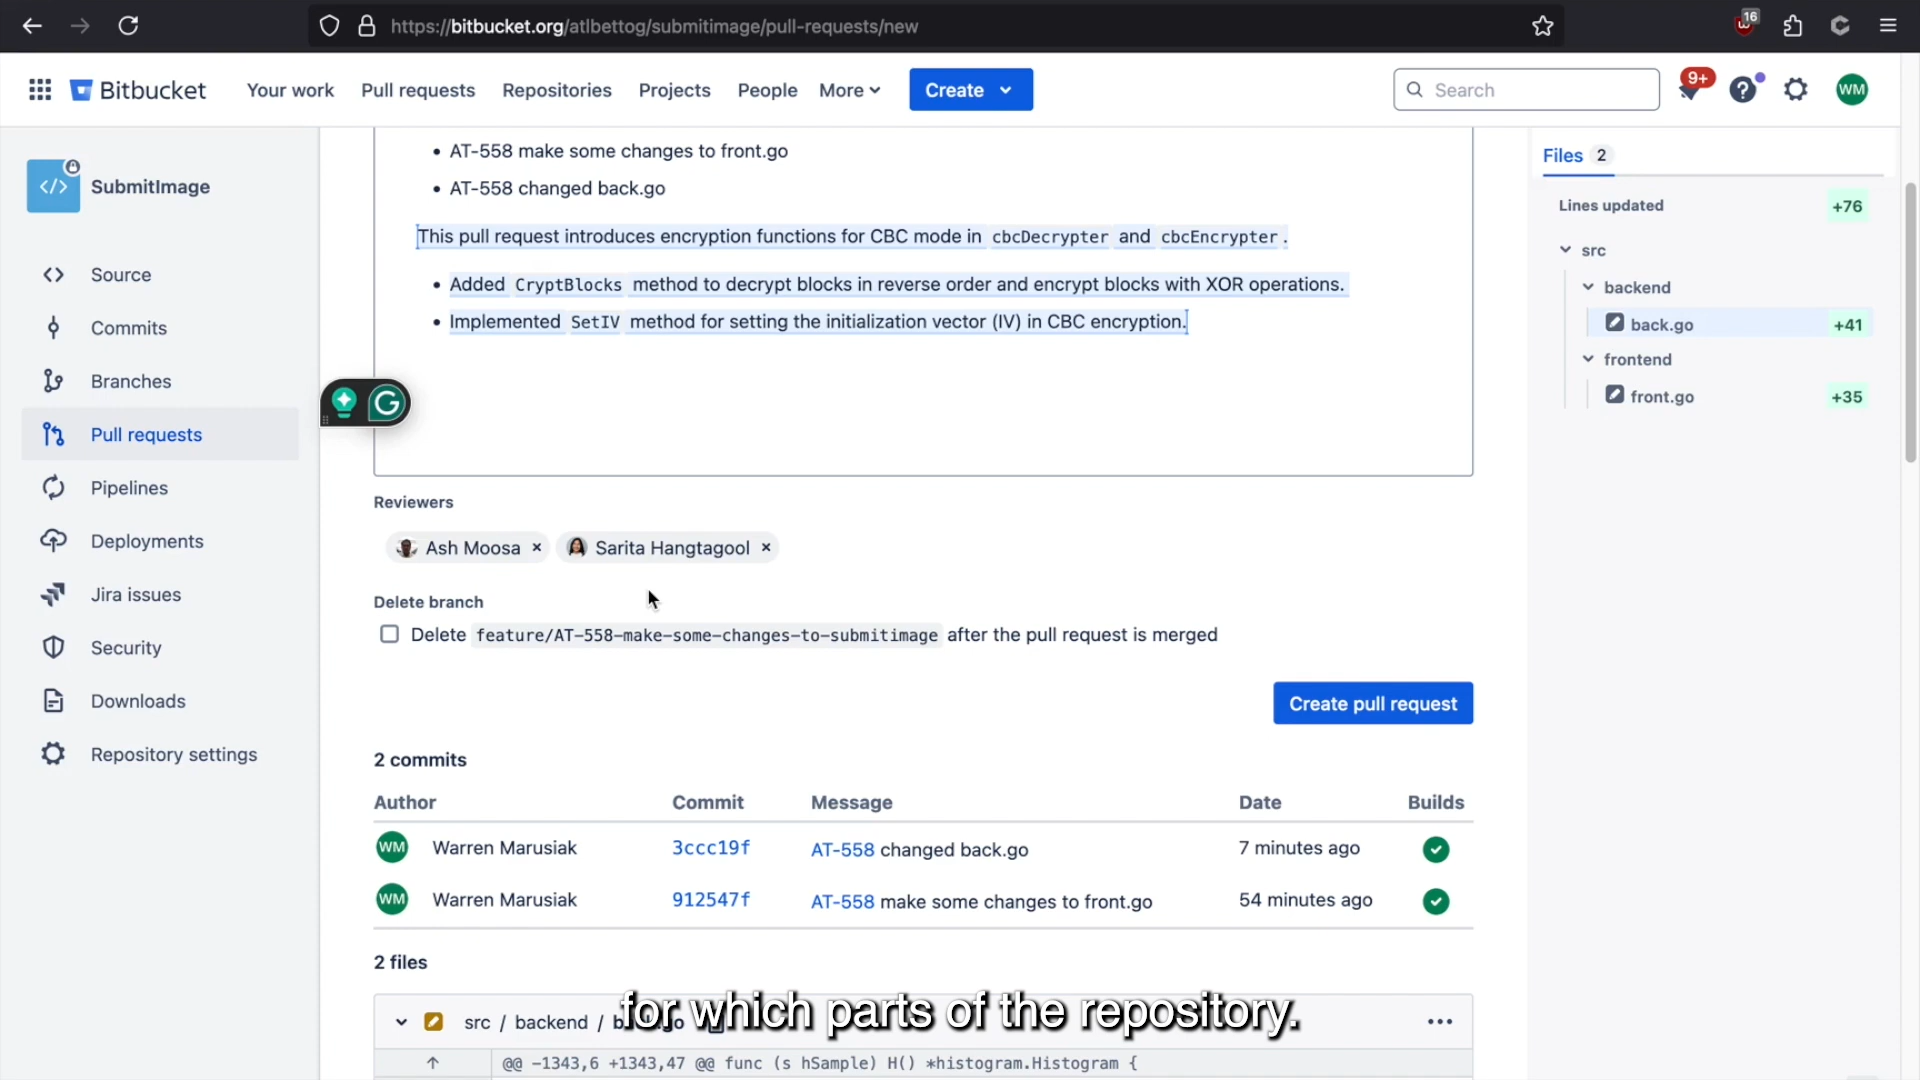 https://bitbucket.org/atlbettog/submitimage/pull-requests/new
16
Bitbucket
Your work
Pull requests
Repositories
Projects
People
More
Create
Search
9+
WM
SubmitImage
Source
Commits
Branches
Pull requests
Pipelines
Deployments
Jira issues
Security
Downloads
Repository settings
AT-558 make some changes to front.go
AT-558 changed back.go
This pull request introduces encryption functions for CBC mode in cbcDecrypter and cbcEncrypter.
Added CryptBlocks method to decrypt blocks in reverse order and encrypt blocks with XOR operations.
Implemented SetIV method for setting the initialization vector (IV) in CBC encryption.
Reviewers
Ash Moosa
Sarita Hangtagool
Delete branch
Delete feature/AT-558-make-some-changes-to-submitimage after the pull request is merged
Create pull request
2 commits
Author Commit Message Date Builds
WM Warren Marusiak 3ccc19f AT-558 changed back.go 7 minutes ago
WM Warren Marusiak 912547f AT-558 make some changes to front.go 54 minutes ago
2 files
src / backend /
for which parts of the repository.
@@ -1343,6 +1343,47 @@ func (s hSample) H() *histogram.Histogram {
Files 2
Lines updated +76
src
backend
back.go +41
frontend
front.go +35